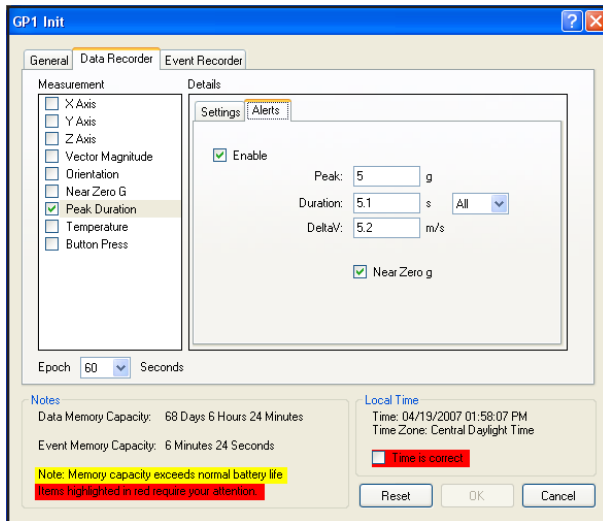 GP1 Init
General Data Recorder Event Recorder
Measurement
X Axis
Y Axis
Z Axis
Vector Magnitude
Orientation
Near Zero G
Peak Duration
Temperature
Button Press
Details
Settings Alerts
Enable
Peak: 5 g
Duration: 5.1 s All
DeltaV: 5.2 m/s
Near Zero g
Epoch 60 Seconds
Notes
Data Memory Capacity: 68 Days 6 Hours 24 Minutes
Event Memory Capacity: 6 Minutes 24 Seconds
Note: Memory capacity exceeds normal battery life
Items highlighted in red require your attention.
Local Time
Time: 04/19/2007 01:58:07 PM
Time Zone: Central Daylight Time
Time is correct
Reset OK Cancel